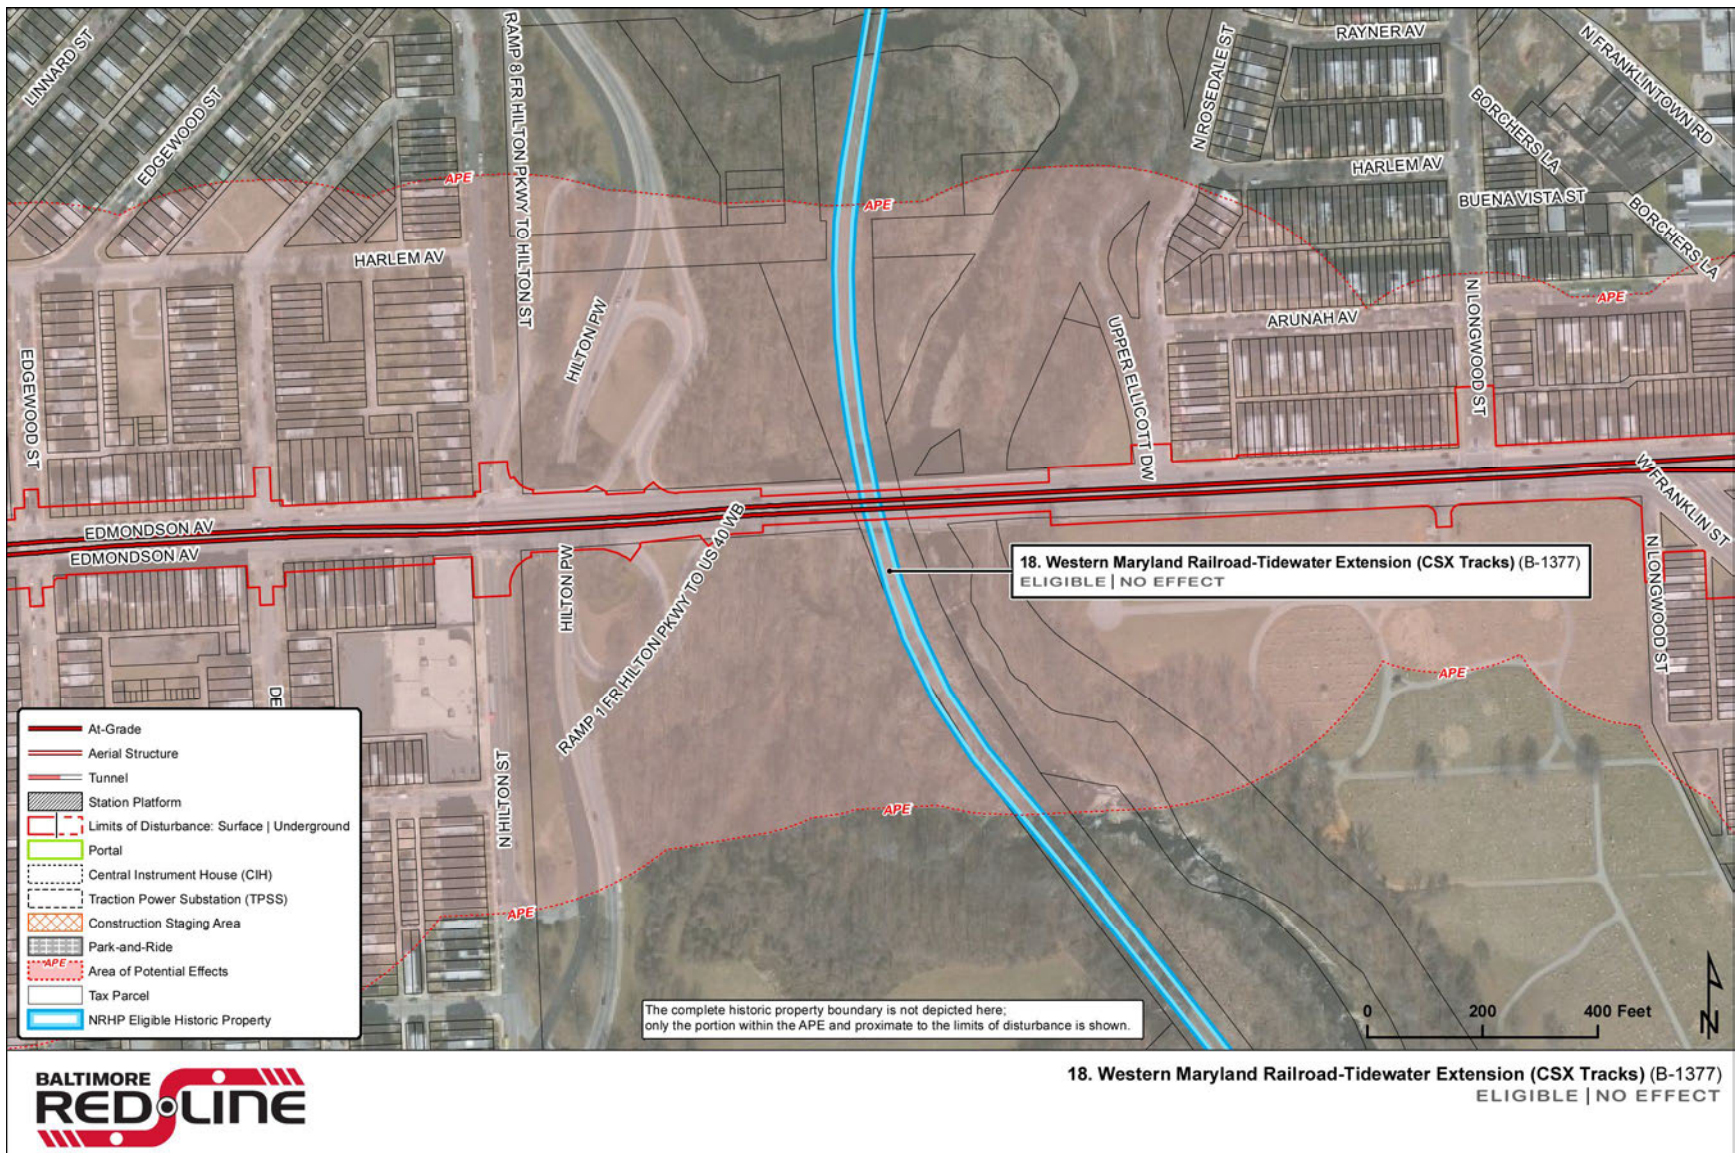 LINNARD ST
EDGEWOOD ST
RAMP 8 FR HILTON PKWY TO HILTON ST
N ROSEDALE ST
RAYNER AV
N FRANKLINTOWN RD
BORCHERS LA
HARLEM AV
BUENA VISTA ST
BORCHERS LA
APE
APE
HARLEM AV
HILTON PW
UPPER ELLICOTT DW
ARUNAH AV
N LONGWOOD ST
APE
EDGEWOOD ST
EDMONDSON AV
EDMONDSON AV
W FRANKLIN ST
HILTON PW
RAMP 1 FR HILTON PKWY TO US 40 WB
18. Western Maryland Railroad-Tidewater Extension (CSX Tracks) (B-1377)
ELIGIBLE | NO EFFECT
N LONGWOOD ST
APE
DE
N HILTON ST
APE
APE
At-Grade
Aerial Structure
Tunnel
Station Platform
Limits of Disturbance: Surface | Underground
Portal
Central Instrument House (CIH)
Traction Power Substation (TPSS)
Construction Staging Area
Park-and-Ride
APE
Area of Potential Effects
Tax Parcel
NRHP Eligible Historic Property
The complete historic property boundary is not depicted here;
only the portion within the APE and proximate to the limits of disturbance is shown.
0 200 400 Feet
N
BALTIMORE
RED LINE
18. Western Maryland Railroad-Tidewater Extension (CSX Tracks) (B-1377)
ELIGIBLE | NO EFFECT